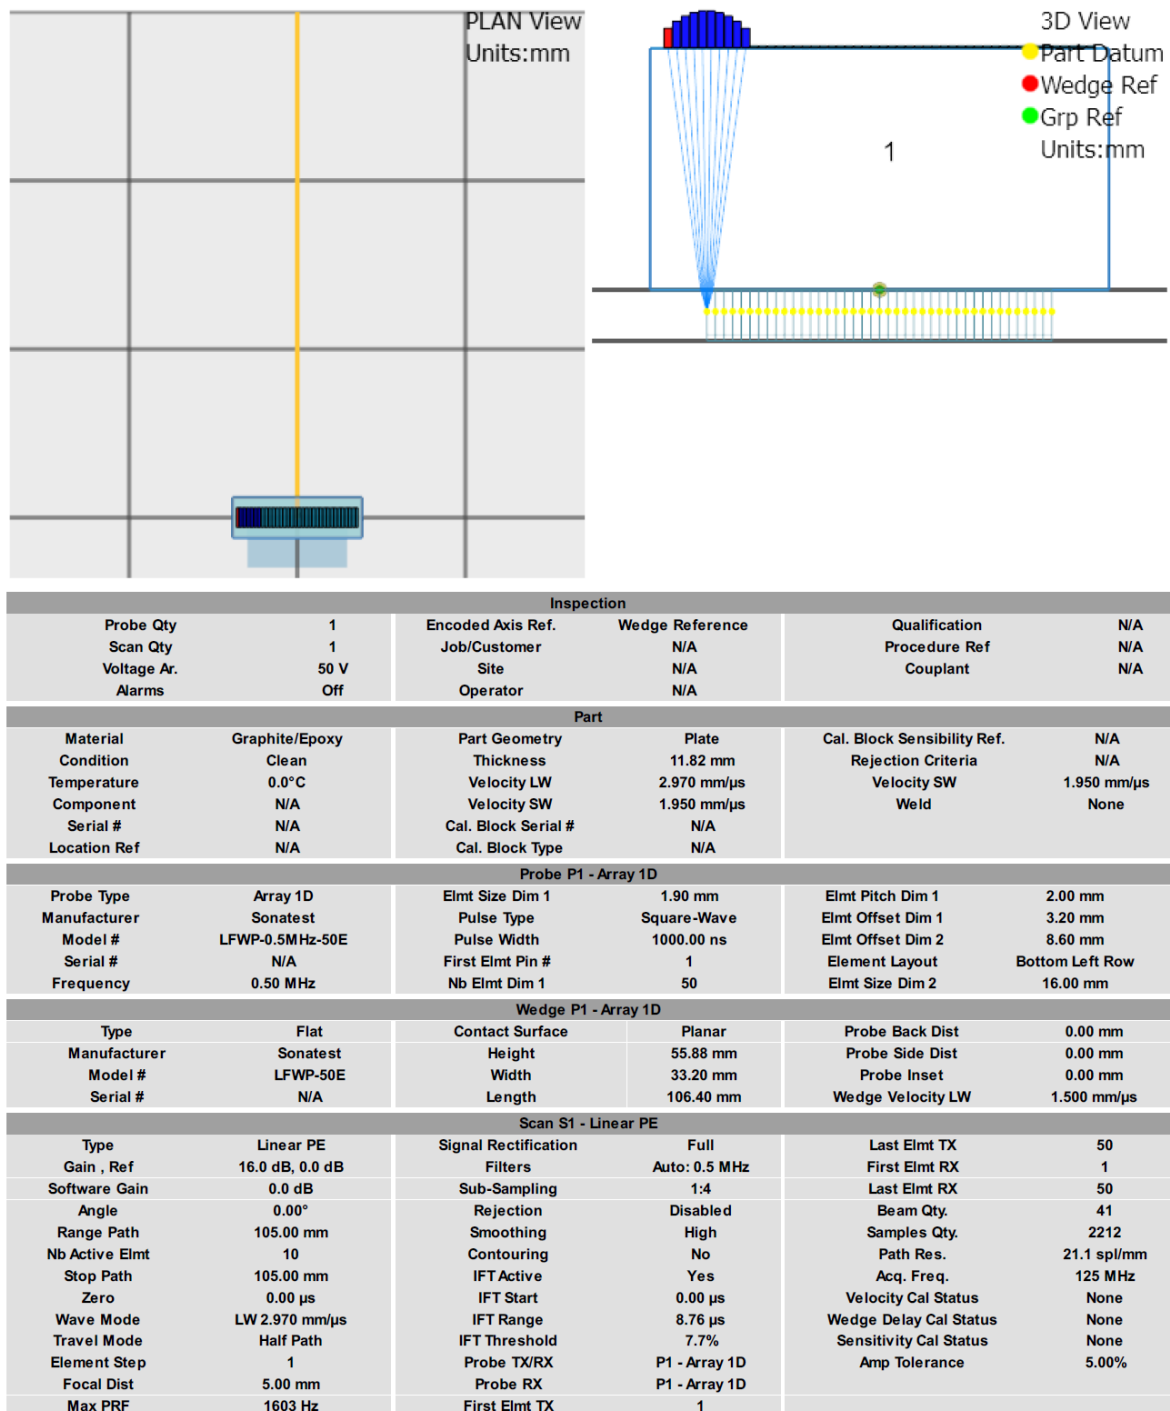 PLAN View
Units:mm
3D View
Part Datum
Wedge Ref
Grp Ref
Units:mm
1
Inspection
Probe Qty 1 Encoded Axis Ref. Wedge Reference Qualification N/A
Scan Qty 1 Job/Customer N/A Procedure Ref N/A
Voltage Ar. 50 V Site N/A Couplant N/A
Alarms Off Operator N/A
Part
Material Graphite/Epoxy Part Geometry Plate Cal. Block Sensibility Ref. N/A
Condition Clean Thickness 11.82 mm Rejection Criteria N/A
Temperature 0.0°C Velocity LW 2.970 mm/µs Velocity SW 1.950 mm/µs
Component N/A Velocity SW 1.950 mm/µs Weld None
Serial # N/A Cal. Block Serial # N/A
Location Ref N/A Cal. Block Type N/A
Probe P1 - Array 1D
Probe Type Array 1D Elmt Size Dim 1 1.90 mm Elmt Pitch Dim 1 2.00 mm
Manufacturer Sonatest Pulse Type Square-Wave Elmt Offset Dim 1 3.20 mm
Model # LFWP-0.5MHz-50E Pulse Width 1000.00 ns Elmt Offset Dim 2 8.60 mm
Serial # N/A First Elmt Pin # 1 Element Layout Bottom Left Row
Frequency 0.50 MHz Nb Elmt Dim 1 50 Elmt Size Dim 2 16.00 mm
Wedge P1 - Array 1D
Type Flat Contact Surface Planar Probe Back Dist 0.00 mm
Manufacturer Sonatest Height 55.88 mm Probe Side Dist 0.00 mm
Model # LFWP-50E Width 33.20 mm Probe Inset 0.00 mm
Serial # N/A Length 106.40 mm Wedge Velocity LW 1.500 mm/µs
Scan S1 - Linear PE
Type Linear PE Signal Rectification Full Last Elmt TX 50
Gain , Ref 16.0 dB, 0.0 dB Filters Auto: 0.5 MHz First Elmt RX 1
Software Gain 0.0 dB Sub-Sampling 1:4 Last Elmt RX 50
Angle 0.00° Rejection Disabled Beam Qty. 41
Range Path 105.00 mm Smoothing High Samples Qty. 2212
Nb Active Elmt 10 Contouring No Path Res. 21.1 spl/mm
Stop Path 105.00 mm IFT Active Yes Acq. Freq. 125 MHz
Zero 0.00 µs IFT Start 0.00 µs Velocity Cal Status None
Wave Mode LW 2.970 mm/µs IFT Range 8.76 µs Wedge Delay Cal Status None
Travel Mode Half Path IFT Threshold 7.7% Sensitivity Cal Status None
Element Step 1 Probe TX/RX P1 - Array 1D Amp Tolerance 5.00%
Focal Dist 5.00 mm Probe RX P1 - Array 1D
Max PRF 1603 Hz First Elmt TX 1